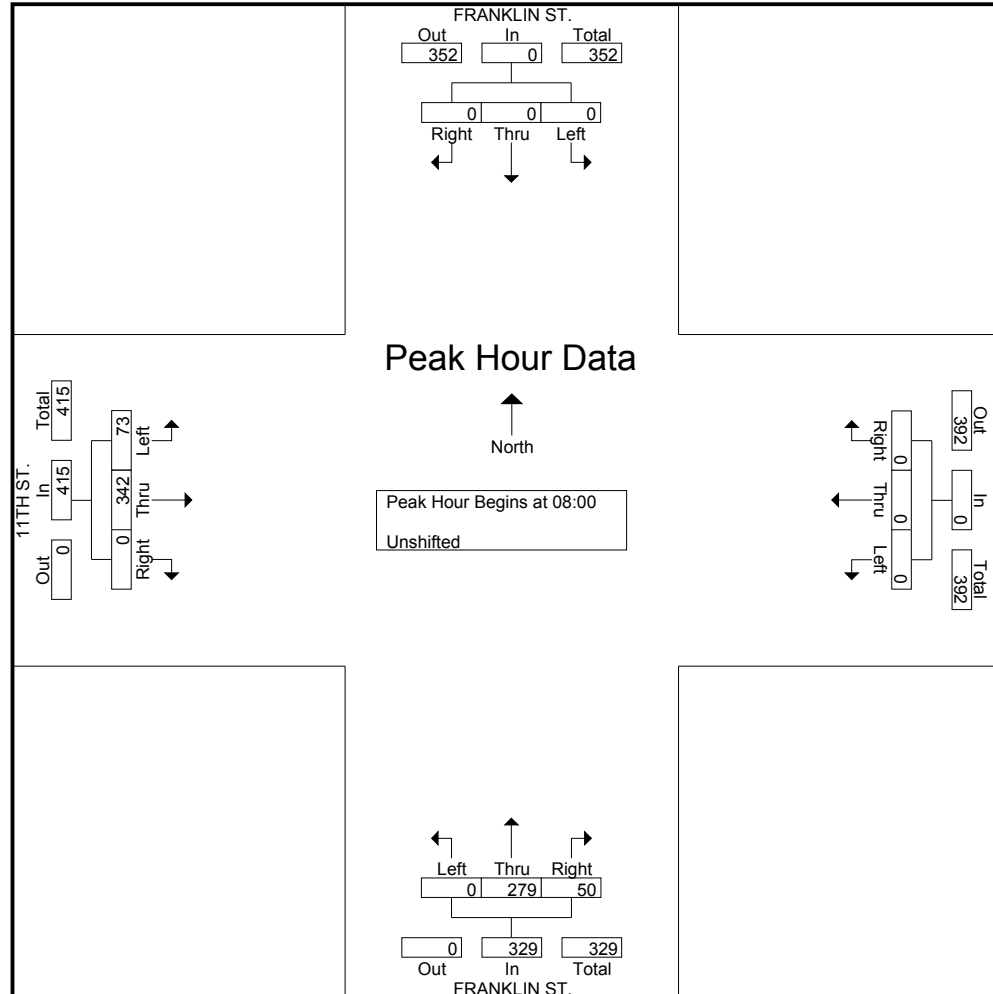 FRANKLIN ST.
Out In Total
352 0 352
0 0 0
Right Thru Left
Peak Hour Data
North
Peak Hour Begins at 08:00
Unshifted
11TH ST.
Total In Out
415 415 0
73 342 0
Left Thru Right
Out In Total
392 0 392
Right Thru Left
0 0 0
Left Thru Right
0 279 50
0 329 329
Out In Total
FRANKLIN ST.